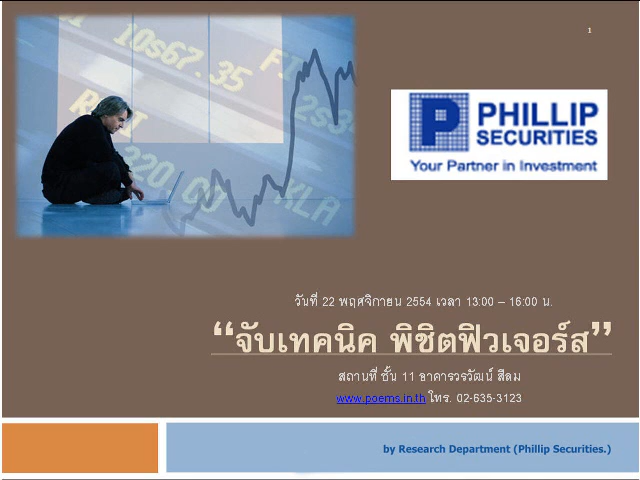 1
10s67.35
PHILLIP
SECURITIES
Your Partner in Investment
วันที่ 22 พฤศจิกายน 2554 เวลา 13:00 – 16:00 น.
“จับเทคนิค พิชิตฟิวเจอร์ส”
สถานที่ ชั้น 11 อาคารวรวัฒน์ สีลม
www.poems.in.th โทร. 02-635-3123
by Research Department (Phillip Securities.)